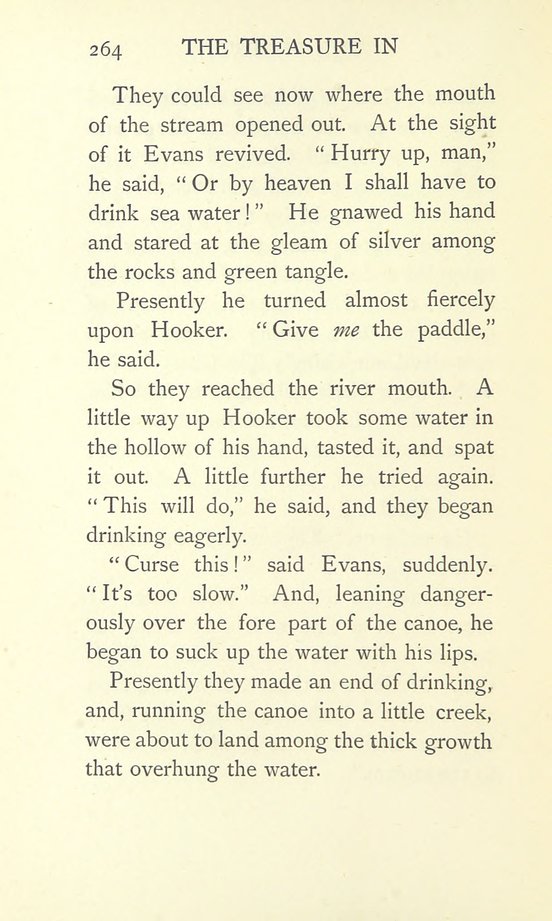 264 THE TREASURE IN
They could see now where the mouth
of the stream opened out. At the sight
of it Evans revived. “ Hurry up, man,”
he said, “ Or by heaven I shall have to
drink sea water ! ” He gnawed his hand
and stared at the gleam of silver among
the rocks and green tangle.
Presently he turned almost fiercely
upon Hooker. “ Give me the paddle,”
he said.
So they reached the river mouth. A
little way up Hooker took some water in
the hollow of his hand, tasted it, and spat
it out. A little further he tried again.
“ This will do,” he said, and they began
drinking eagerly.
“ Curse this ! ” said Evans, suddenly.
“ It’s too slow.” And, leaning danger-
ously over the fore part of the canoe, he
began to suck up the water with his lips.
Presently they made an end of drinking,
and, running the canoe into a little creek,
were about to land among the thick growth
that overhung the water.